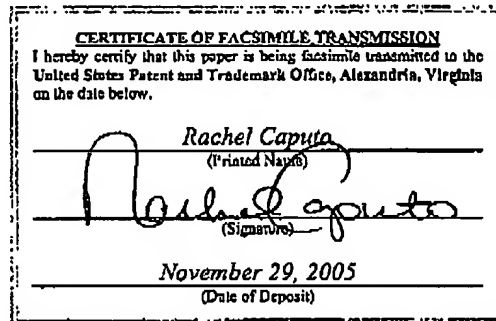 CERTIFICATE OF FACSIMILE TRANSMISSION
I hereby certify that this paper is being facsimile transmitted to the
United States Patent and Trademark Office, Alexandria, Virginia
on the date below.
Rachel Caputo
(Printed Name)
Rachel Caputo
(Signature)
November 29, 2005
(Date of Deposit)